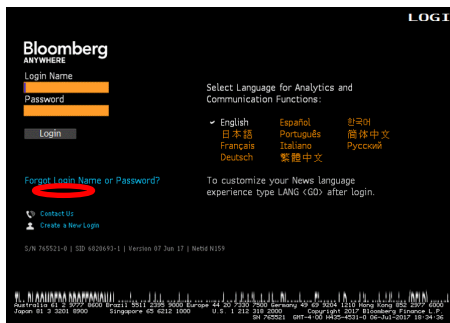 LOGI
Bloomberg
ANYWHERE
Login Name
Password
Login
Select Language for Analytics and
Communication Functions:
✓ English Español 한국어
日本語 Português 简体中文
Français Italiano Русский
Deutsch 繁體中文
Forgot Login Name or Password?
To customize your News language
experience type LANG <GO> after login.
Contact Us
Create a New Login
S/N 765521-0 | SID 6820693-1 | Version 07 Jun 17 | Netid N159
Australia 61 2 9777 8600 Brazil 5511 2395 9000 Europe 44 20 7330 7500 Germany 49 69 9204 1210 Hong Kong 852 2977 6000
Japan 81 3 3201 8900 Singapore 65 6212 1000 U.S. 1 212 318 2000 Copyright 2017 Bloomberg Finance L.P.
SN 765521 GMT-4:00 H435-4531-0 06-Jul-2017 18:34:36